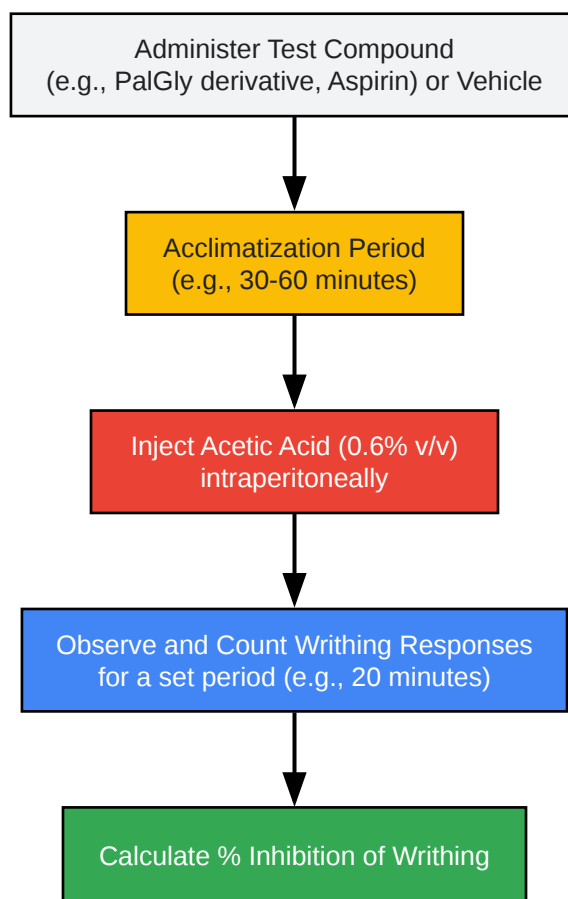 Administer Test Compound
(e.g., PalGly derivative, Aspirin) or Vehicle
Acclimatization Period
(e.g., 30-60 minutes)
Inject Acetic Acid (0.6% v/v)
intraperitoneally
Observe and Count Writhing Responses
for a set period (e.g., 20 minutes)
Calculate % Inhibition of Writhing